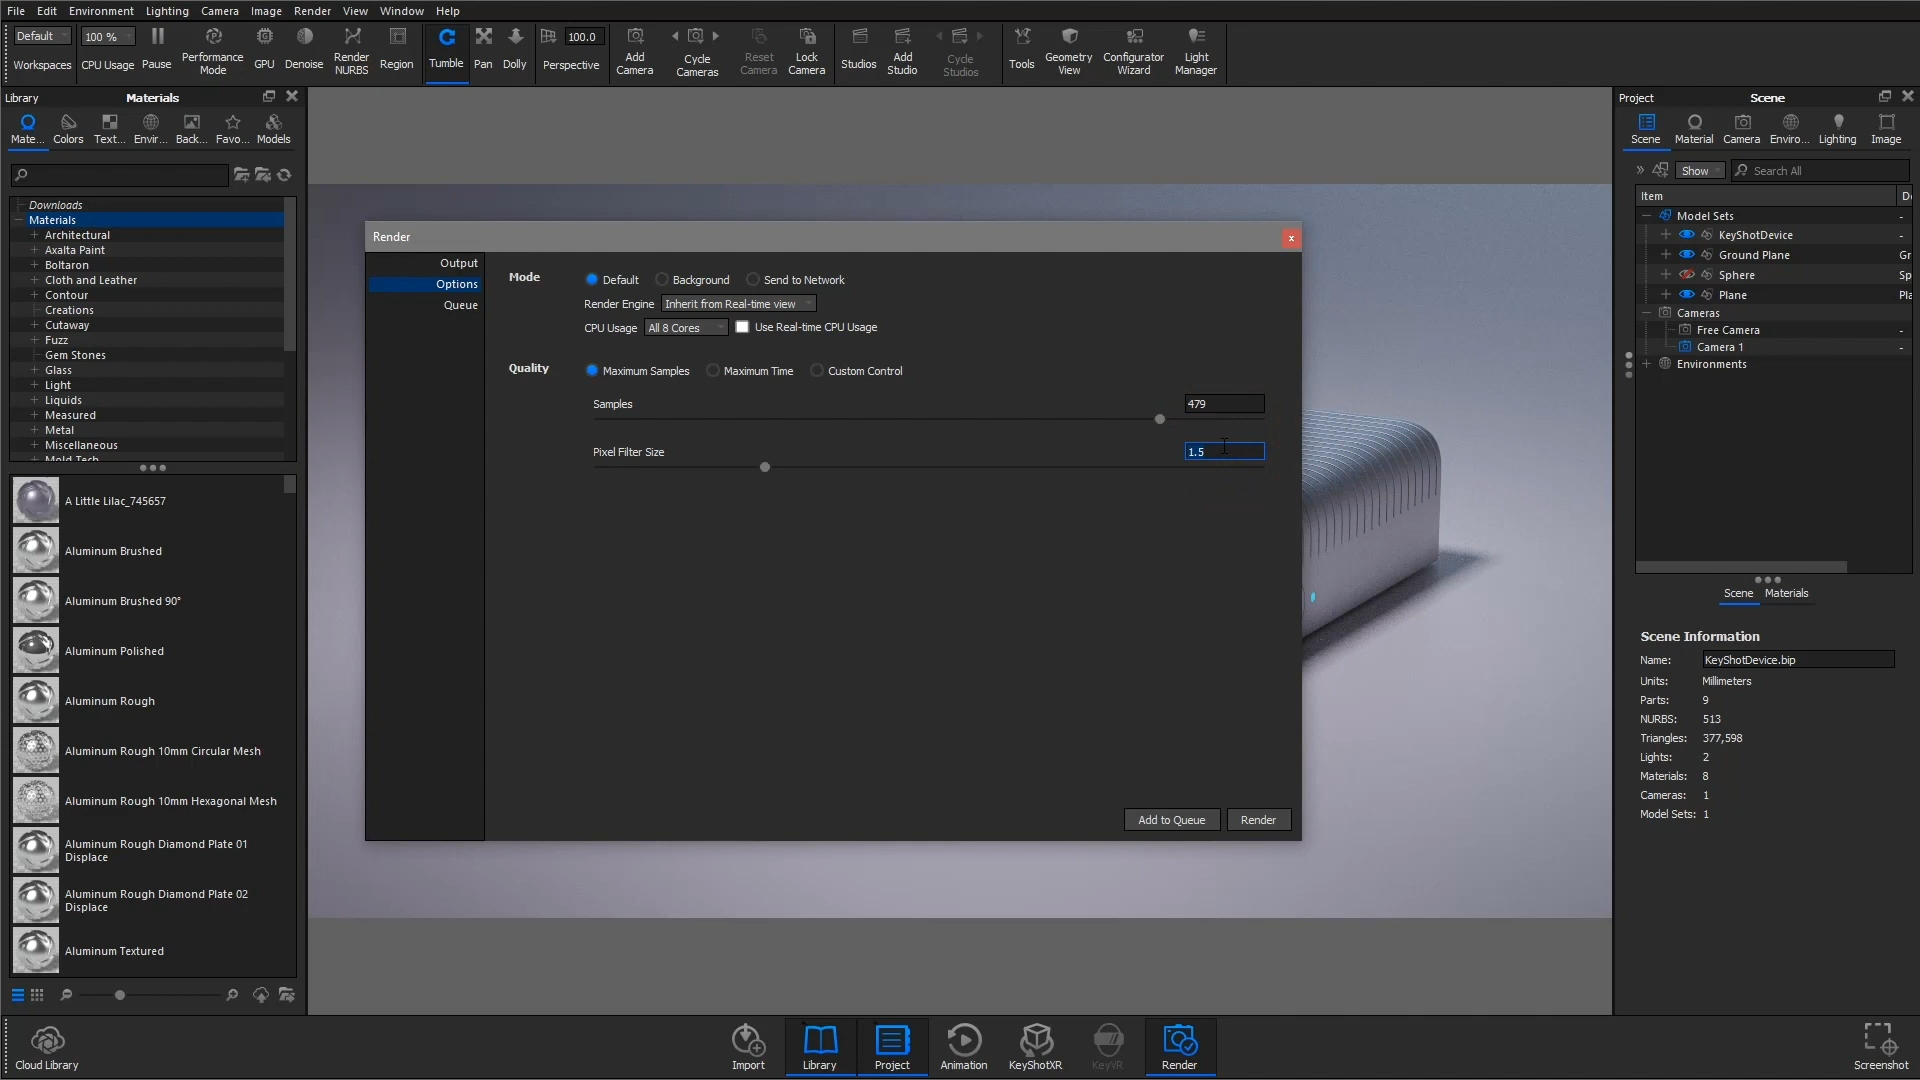 File Edit Environment Lighting Camera Image Render View Window Help
Default 100 % 100.0
Workspaces CPU Usage Pause Performance Mode GPU Denoise Render NURBS Region Tumble Pan Dolly Perspective Add Camera Cycle Cameras Reset Camera Lock Camera Studios Add Studio Cycle Studios Tools Geometry View Configurator Wizard Light Manager
Library Materials
Mate... Colors Text... Envir... Back... Favo... Models
Downloads
Materials
Architectural
Axalta Paint
Boltaron
Cloth and Leather
Contour
Creations
Cutaway
Fuzz
Gem Stones
Glass
Light
Liquids
Measured
Metal
Miscellaneous
Mold Tech
A Little Lilac_745657
Aluminum Brushed
Aluminum Brushed 90°
Aluminum Polished
Aluminum Rough
Aluminum Rough 10mm Circular Mesh
Aluminum Rough 10mm Hexagonal Mesh
Aluminum Rough Diamond Plate 01
Displace
Aluminum Rough Diamond Plate 02
Displace
Aluminum Textured
Render
x
Output
Options
Queue
Mode Default Background Send to Network
Render Engine Inherit from Real-time view
CPU Usage All 8 Cores Use Real-time CPU Usage
Quality Maximum Samples Maximum Time Custom Control
Samples 479
Pixel Filter Size 1.5
Add to Queue Render
Project Scene
Scene Material Camera Enviro... Lighting Image
Show Search All
Item D
Model Sets -
KeyShotDevice -
Ground Plane Gr
Sphere Sp
Plane Pla
Cameras
Free Camera -
Camera 1 -
Environments
Scene Materials
Scene Information
Name: KeyShotDevice.bip
Units: Millimeters
Parts: 9
NURBS: 513
Triangles: 377,598
Lights: 2
Materials: 8
Cameras: 1
Model Sets: 1
Cloud Library Import Library Project Animation KeyShotXR KeyVR Render Screenshot